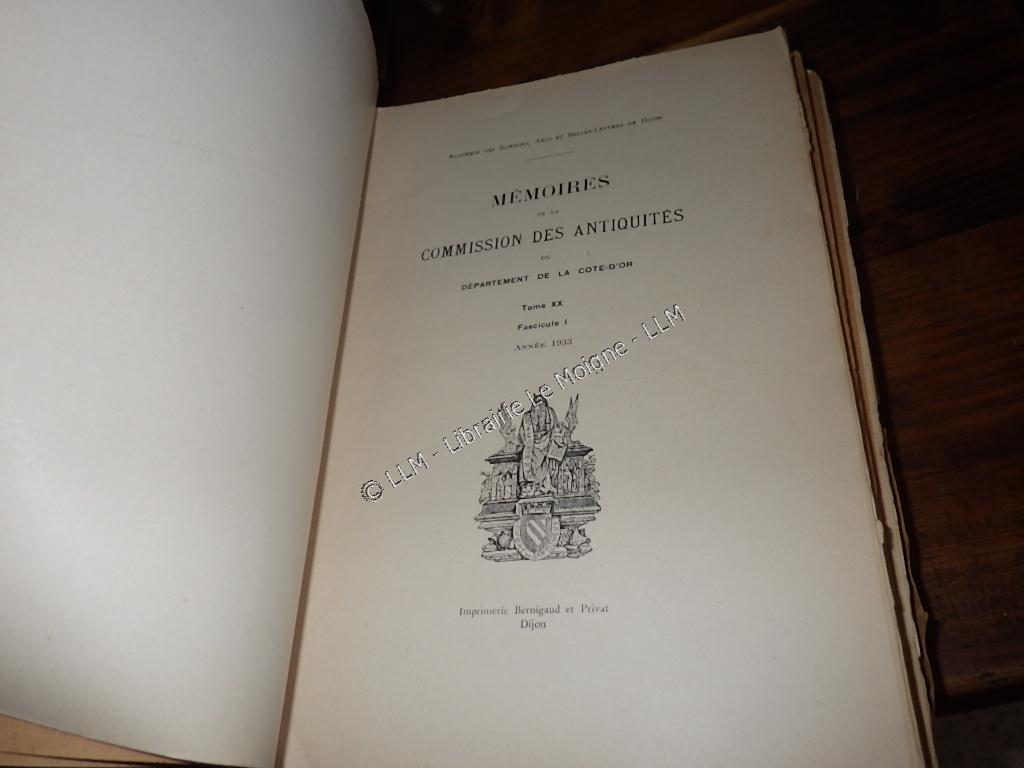 Académie des Sciences, Arts et Belles-Lettres de Dijon
MÉMOIRES
DE LA
COMMISSION DES ANTIQUITÉS
DU
DÉPARTEMENT DE LA COTE-D'OR
Tome XX
Fascicule I
Année 1933
© LLM - Librairie Le Moigne - LLM
Imprimerie Bernigaud et Privat
Dijon